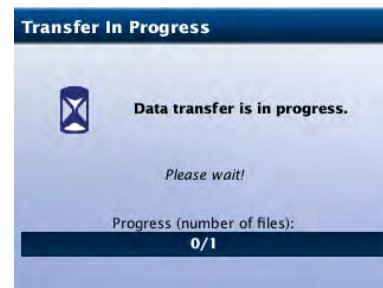 Transfer In Progress
Data transfer is in progress.
Please wait!
Progress (number of files):
0/1